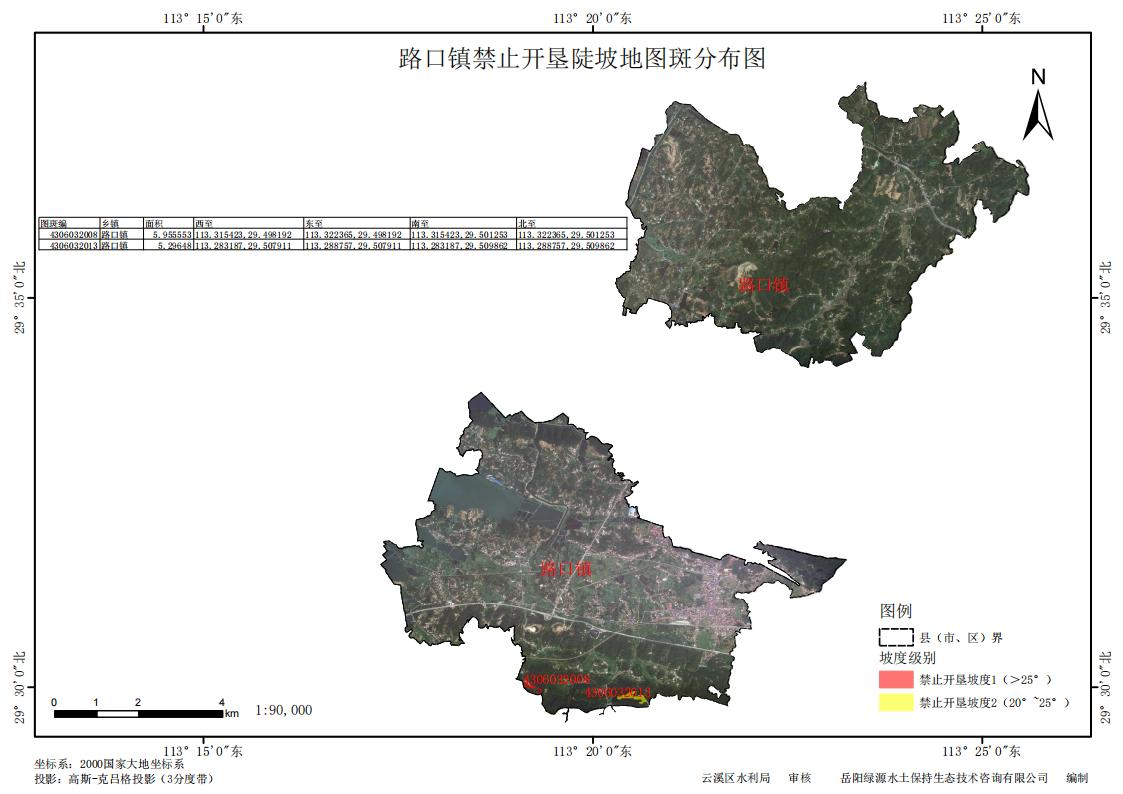 113° 15'0"东 113° 20'0"东 113° 25'0"东
路口镇禁止开垦陡坡地图斑分布图
N
图斑编 乡镇 面积 西至 东至 南至 北至
4306032008 路口镇 5.955553 113.315423,29.498192 113.322365,29.498192 113.315423,29.501253 113.322365,29.501253
4306032013 路口镇 5.29648 113.283187,29.507911 113.288757,29.507911 113.283187,29.509862 113.288757,29.509862
29° 35'0"北
路口镇
29° 35'0"北
路口镇
图例
县（市、区）界
坡度级别
禁止开垦坡度1（＞25°）
禁止开垦坡度2（20°~25°）
4306032008
4306032013
29° 30'0"北
29° 30'0"北
0 1 2 4
km
1:90,000
113° 15'0"东 113° 20'0"东 113° 25'0"东
坐标系：2000国家大地坐标系
投影：高斯-克吕格投影（3分度带）
云溪区水利局 审核 岳阳绿源水土保持生态技术咨询有限公司 编制